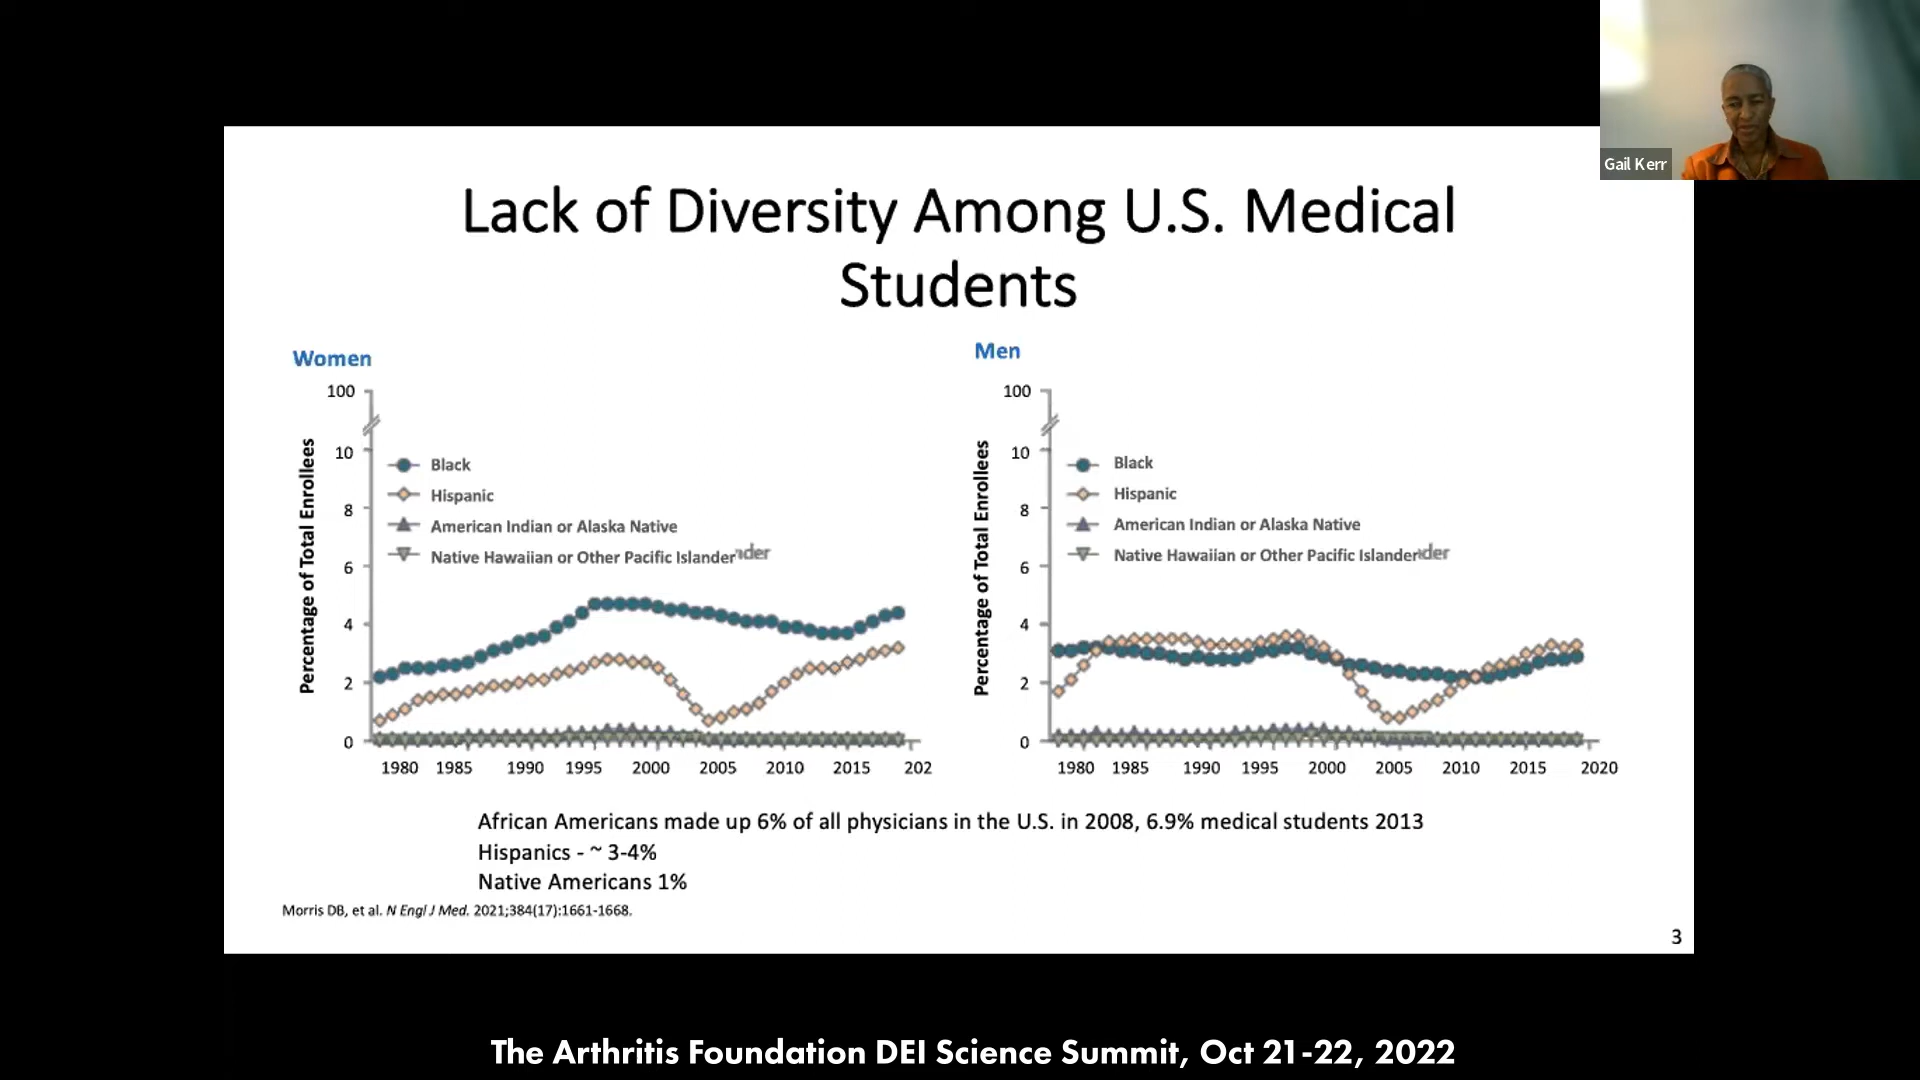 Gail Kerr
Lack of Diversity Among U.S. Medical
Students
Women
100
10
8
6
4
2
0
Percentage of Total Enrollees
Black
Hispanic
American Indian or Alaska Native
Native Hawaiian or Other Pacific Islander
1980 1985 1990 1995 2000 2005 2010 2015 202
Men
100
10
8
6
4
2
0
Percentage of Total Enrollees
Black
Hispanic
American Indian or Alaska Native
Native Hawaiian or Other Pacific Islander
1980 1985 1990 1995 2000 2005 2010 2015 2020
African Americans made up 6% of all physicians in the U.S. in 2008, 6.9% medical students 2013
Hispanics - ~ 3-4%
Native Americans 1%
Morris DB, et al. N Engl J Med. 2021;384(17):1661-1668.
3
The Arthritis Foundation DEI Science Summit, Oct 21-22, 2022